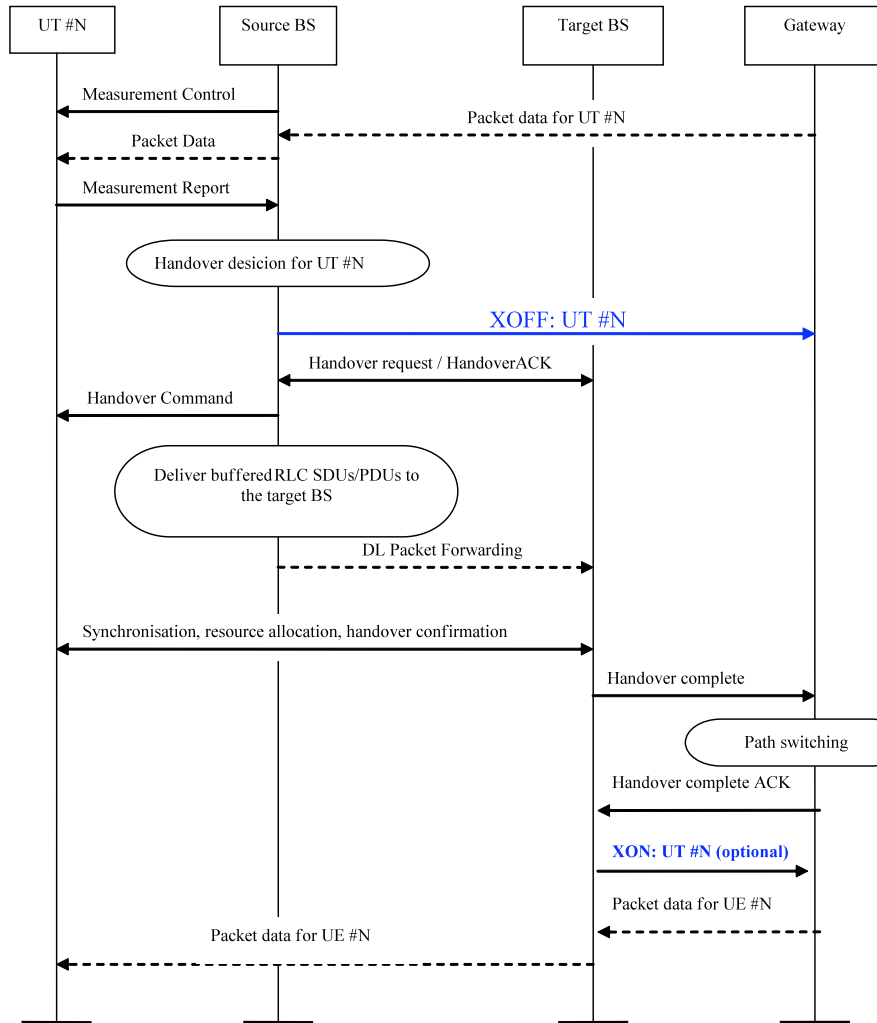 UT #N
Source BS
Target BS
Gateway
Measurement Control
Packet data for UT #N
Packet Data
Measurement Report
Handover desicion for UT #N
XOFF: UT #N
Handover request / HandoverACK
Handover Command
Deliver buffered RLC SDUs/PDUs to
the target BS
DL Packet Forwarding
Synchronisation, resource allocation, handover confirmation
Handover complete
Path switching
Handover complete ACK
XON: UT #N (optional)
Packet data for UE #N
Packet data for UE #N